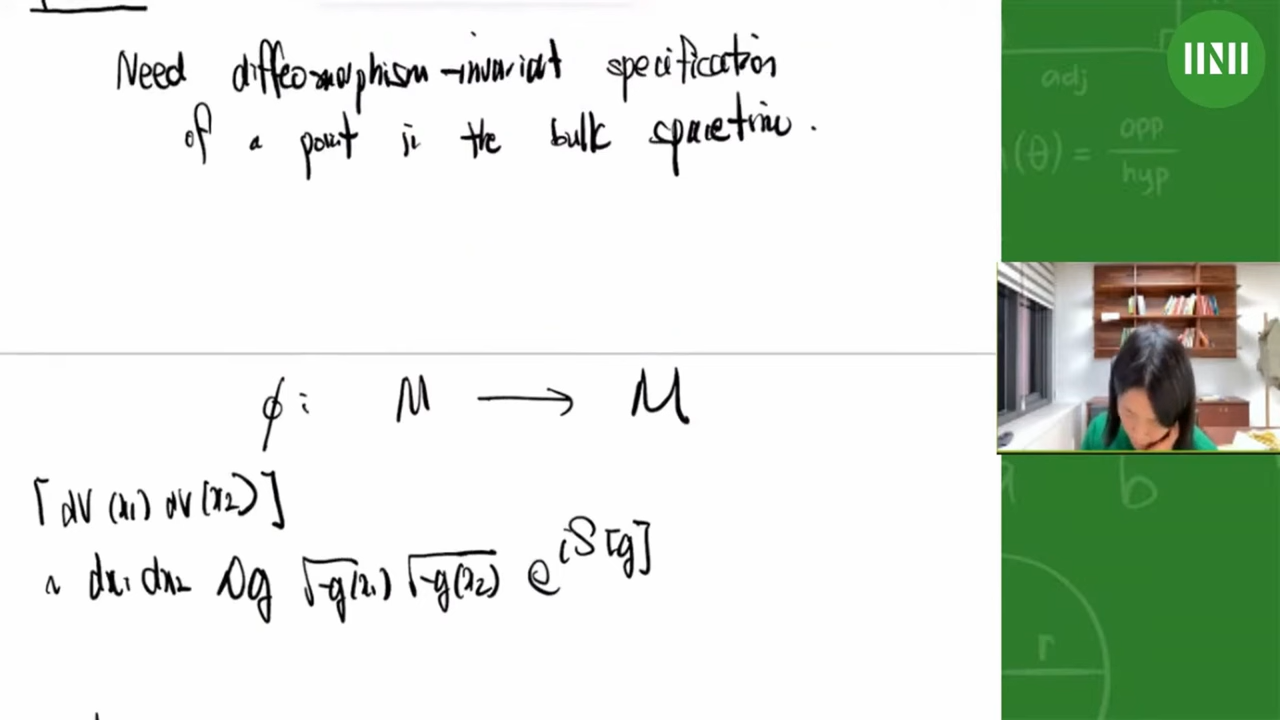 Need diffeomorphism-invariant specification
of a point in the bulk spacetime.
ϕ: M ⟶ M
[dV(x₁) dV(x₂)]
~ dx₁ dx₂ Dg √-g(x₁) √-g(x₂) e^{iS[g]}
adj
(θ) = opp/hyp
b
r